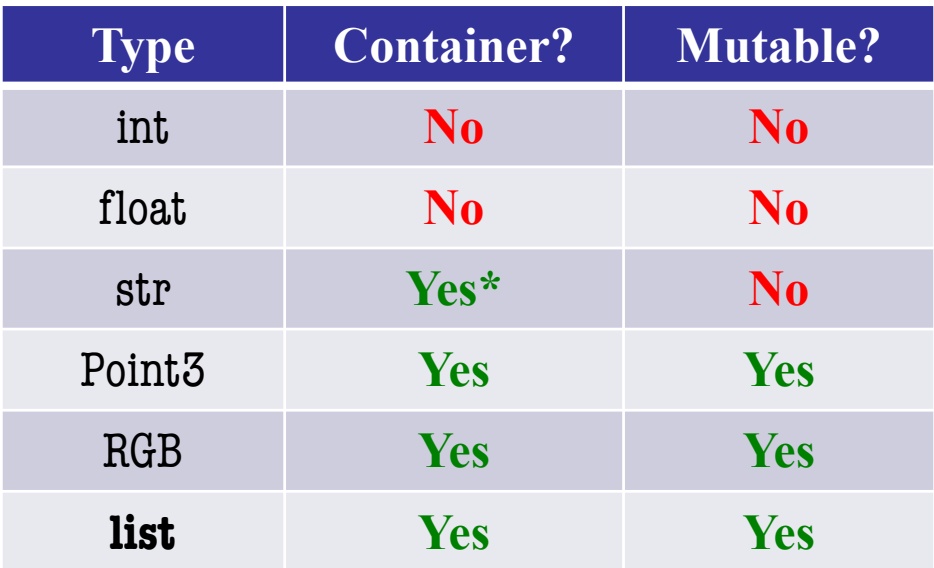 Type Container? Mutable?
int No No
float No No
str Yes* No
Point3 Yes Yes
RGB Yes Yes
list Yes Yes